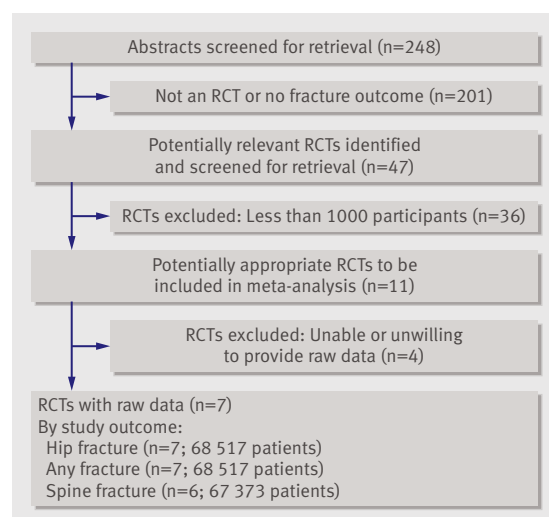 Abstracts screened for retrieval (n=248)
Not an RCT or no fracture outcome (n=201)
Potentially relevant RCTs identified
and screened for retrieval (n=47)
RCTs excluded: Less than 1000 participants (n=36)
Potentially appropriate RCTs to be
included in meta-analysis (n=11)
RCTs excluded: Unable or unwilling
to provide raw data (n=4)
RCTs with raw data (n=7)
By study outcome:
Hip fracture (n=7; 68 517 patients)
Any fracture (n=7; 68 517 patients)
Spine fracture (n=6; 67 373 patients)